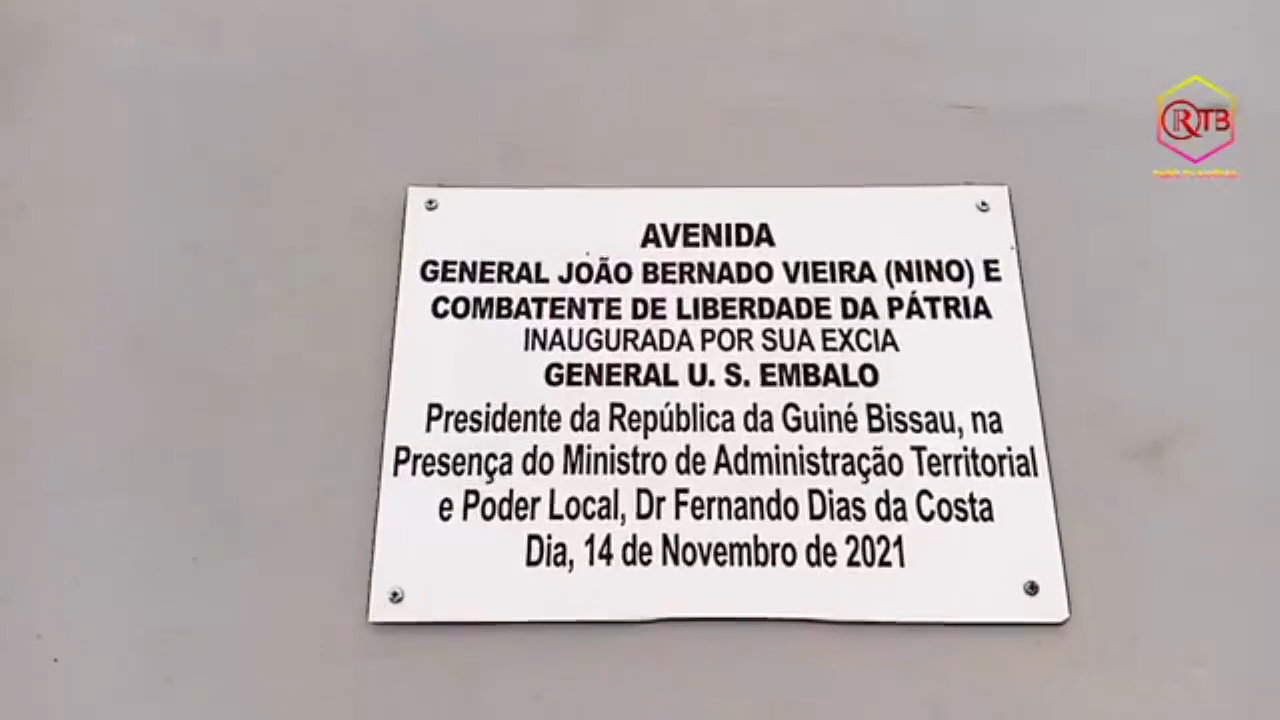 RTB
AVENIDA
GENERAL JOÃO BERNADO VIEIRA (NINO) E
COMBATENTE DE LIBERDADE DA PÁTRIA
INAUGURADA POR SUA EXCIA
GENERAL U. S. EMBALO
Presidente da República da Guiné Bissau, na
Presença do Ministro de Administração Territorial
e Poder Local, Dr Fernando Dias da Costa
Dia, 14 de Novembro de 2021